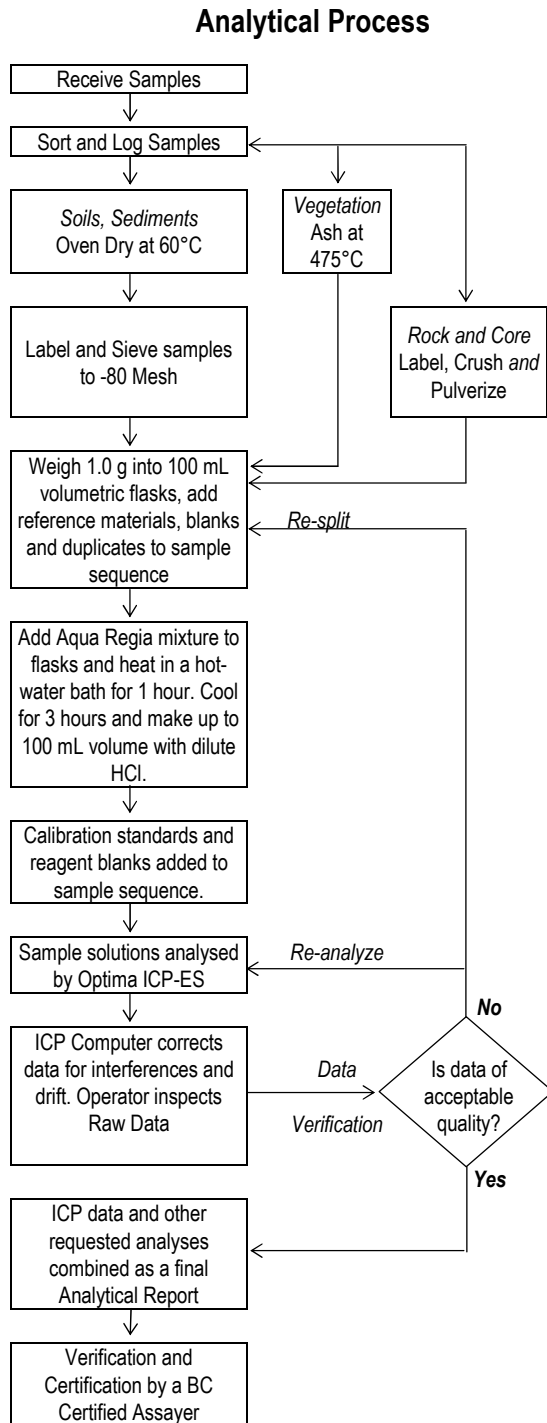 Analytical Process
Receive Samples
Sort and Log Samples
Soils, Sediments
Oven Dry at 60°C
Vegetation
Ash at
475°C
Label and Sieve samples
to -80 Mesh
Rock and Core
Label, Crush and
Pulverize
Weigh 1.0 g into 100 mL
volumetric flasks, add
reference materials, blanks
and duplicates to sample
sequence
Re-split
Add Aqua Regia mixture to
flasks and heat in a hot-
water bath for 1 hour. Cool
for 3 hours and make up to
100 mL volume with dilute
HCl.
Calibration standards and
reagent blanks added to
sample sequence.
Sample solutions analysed
by Optima ICP-ES
Re-analyze
ICP Computer corrects
data for interferences and
drift. Operator inspects
Raw Data
Data
Verification
No
Is data of
acceptable
quality?
Yes
ICP data and other
requested analyses
combined as a final
Analytical Report
Verification and
Certification by a BC
Certified Assayer